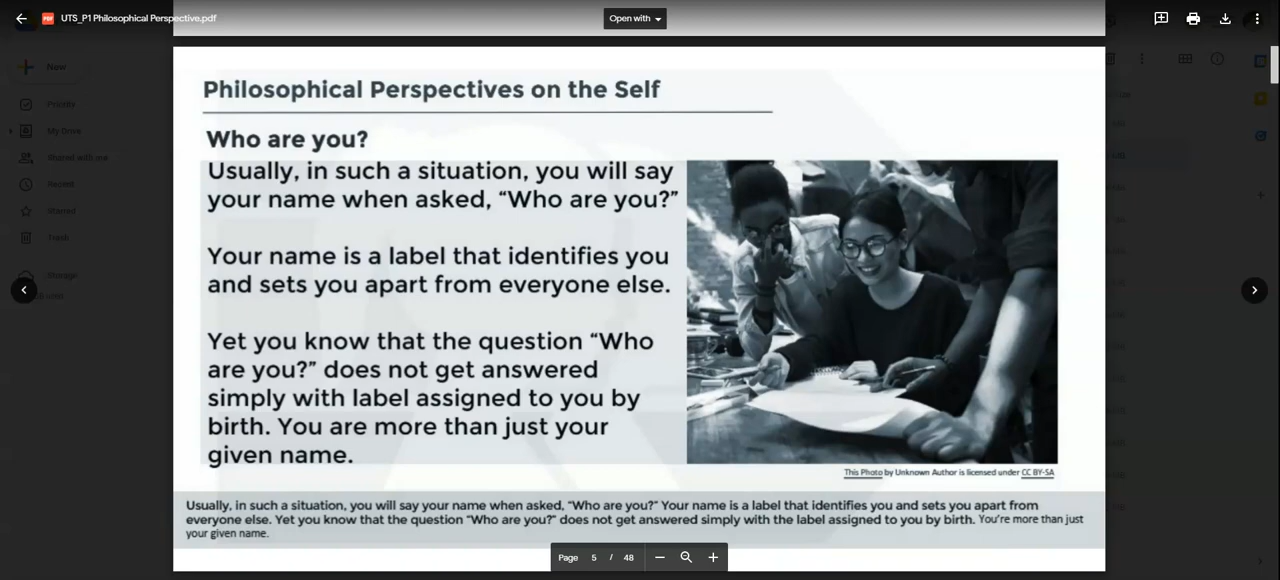 UTS_P1 Philosophical Perspective.pdf
Open with
New
Priority
My Drive
Shared with me
Recent
Starred
Trash
Storage
Philosophical Perspectives on the Self
Who are you?
Usually, in such a situation, you will say
your name when asked, “Who are you?”
Your name is a label that identifies you
and sets you apart from everyone else.
Yet you know that the question “Who
are you?” does not get answered
simply with label assigned to you by
birth. You are more than just your
given name.
This Photo by Unknown Author is licensed under CC BY-SA
Usually, in such a situation, you will say your name when asked, “Who are you?” Your name is a label that identifies you and sets you apart from
everyone else. Yet you know that the question “Who are you?” does not get answered simply with the label assigned to you by birth. You’re more than just
your given name.
Page 5 / 48